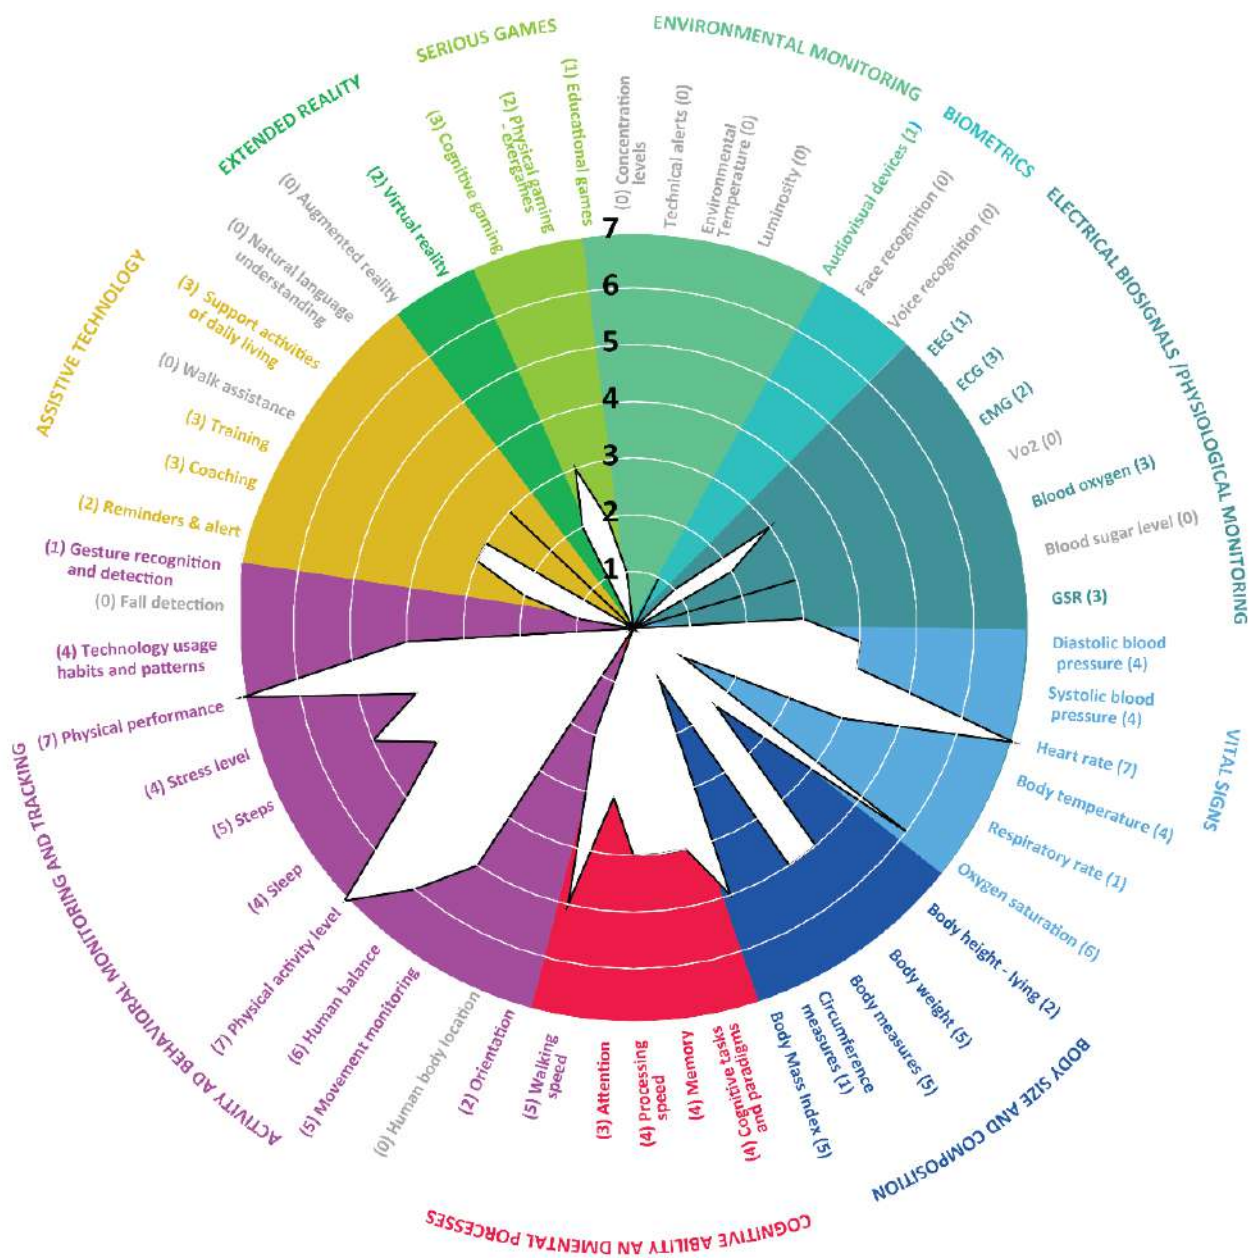 SERIOUS GAMES
(3) Cognitive gaming
(2) Physical gaming
- exergames
(1) Educational games
ENVIRONMENTAL MONITORING
(0) Concentration
levels
Technical alerts (0)
Environmental
Temperature (0)
Luminosity (0)
Audiovisual devices (1)
BIOMETRICS
Face recognition (0)
Voice recognition (0)
ELECTRICAL BIOSIGNALS /PHYSIOLOGICAL MONITORING
EEG (1)
ECG (3)
EMG (2)
Vo2 (0)
Blood oxygen (3)
Blood sugar level (0)
GSR (3)
VITAL SIGNS
Diastolic blood
pressure (4)
Systolic blood
pressure (4)
Heart rate (7)
Body temperature (4)
Respiratory rate (1)
Oxygen saturation (6)
BODY SIZE AND COMPOSITION
Body height - lying (2)
Body weight (5)
Body measures (5)
Circumference
measures (1)
Body Mass Index (5)
COGNITIVE ABILITY AN DMENTAL PORCESSES
(4) Cognitive tasks
and paradigms
(4) Memory
(4) Processing
speed
(3) Attention
ACTIVITY AD BEHAVIORAL MONITORING AND TRACKING
(5) Walking
speed
(2) Orientation
(0) Human body location
(5) Movement monitoring
(6) Human balance
(7) Physical activity level
(4) Sleep
(5) Steps
(4) Stress level
(7) Physical performance
(4) Technology usage
habits and patterns
(0) Fall detection
(1) Gesture recognition
and detection
ASSISTIVE TECHNOLOGY
(2) Reminders & alert
(3) Coaching
(3) Training
(0) Walk assistance
(3) Support activities
of daily living
(0) Natural language
understanding
EXTENDED REALITY
(0) Augmented reality
(2) Virtual reality
7
6
5
4
3
2
1